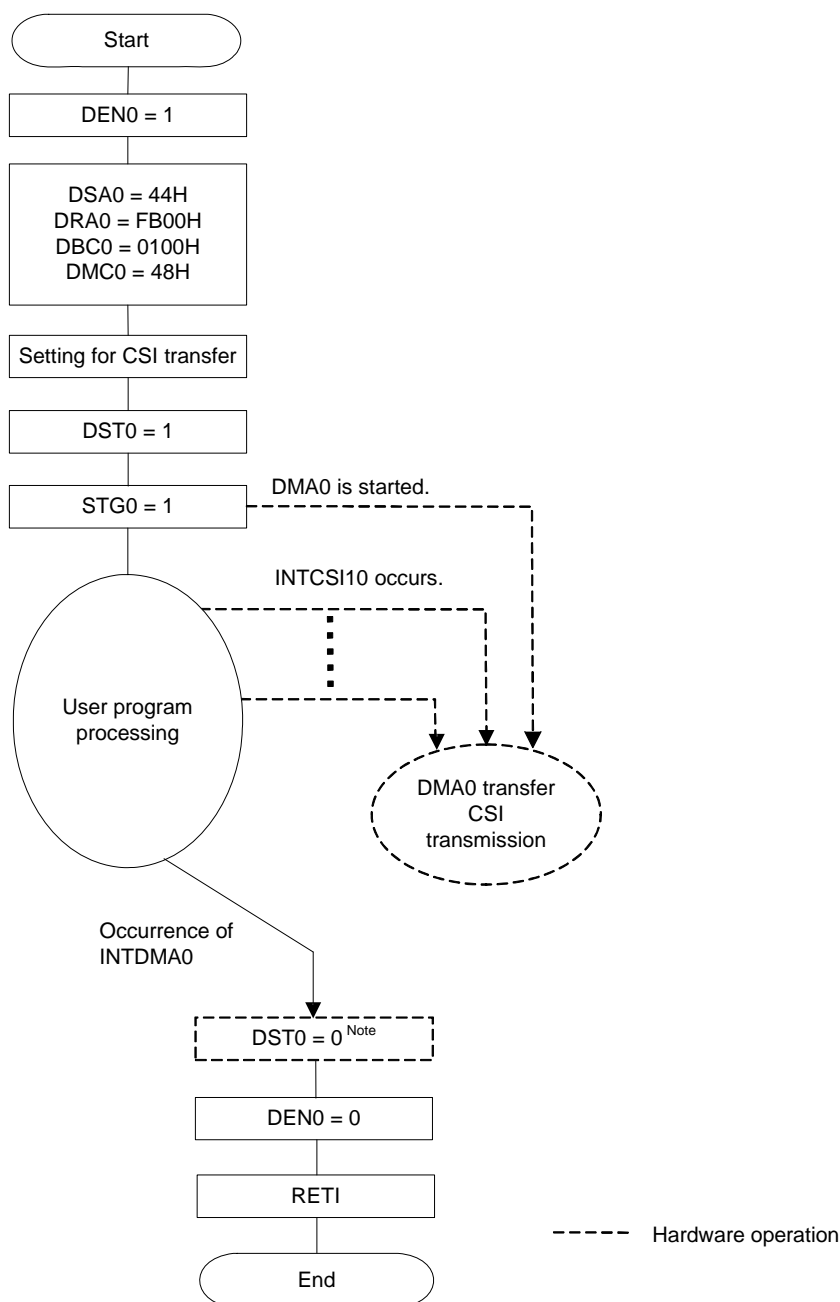 Start
DEN0 = 1
DSA0 = 44H
DRA0 = FB00H
DBC0 = 0100H
DMC0 = 48H
Setting for CSI transfer
DST0 = 1
STG0 = 1
DMA0 is started.
INTCSI10 occurs.
User program
processing
DMA0 transfer
CSI
transmission
Occurrence of
INTDMA0
DST0 = 0 Note
DEN0 = 0
RETI
Hardware operation
End